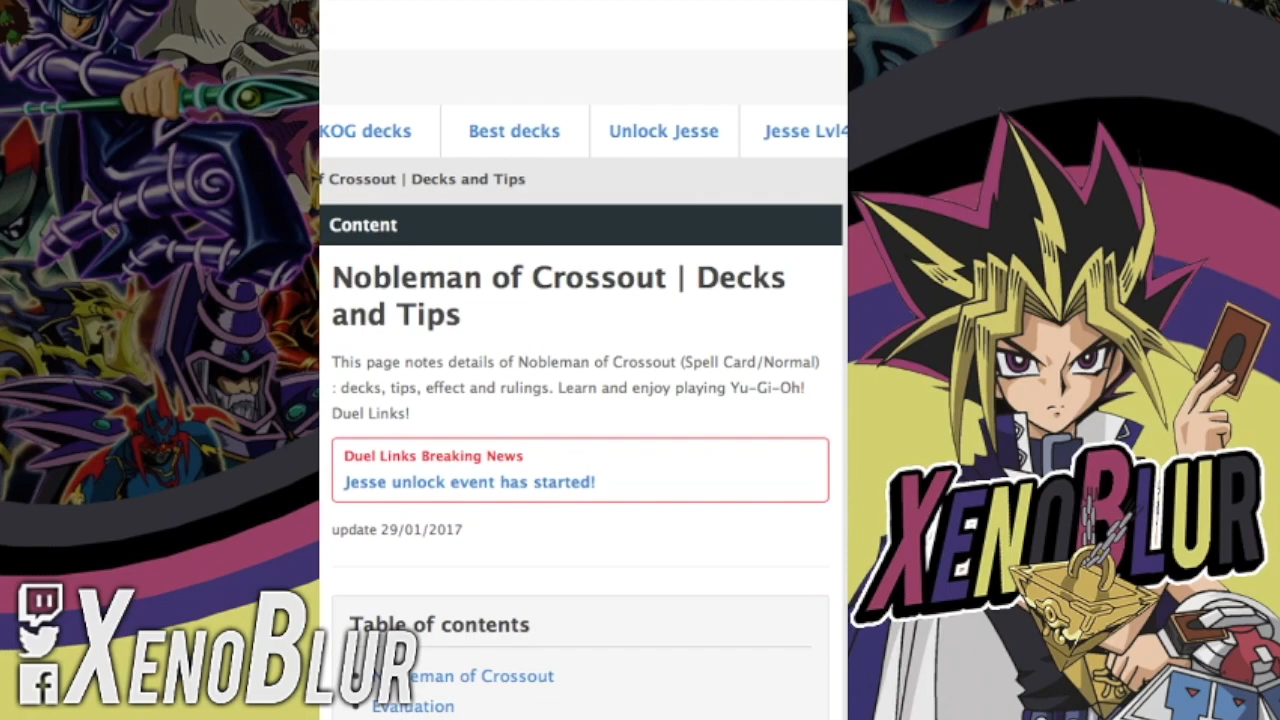 KOG decks
Best decks
Unlock Jesse
Jesse Lvl4
f Crossout | Decks and Tips
Content
Nobleman of Crossout | Decks
and Tips
This page notes details of Nobleman of Crossout (Spell Card/Normal)
: decks, tips, effect and rulings. Learn and enjoy playing Yu-Gi-Oh!
Duel Links!
Duel Links Breaking News
Jesse unlock event has started!
update 29/01/2017
Table of contents
eman of Crossout
Evaluation
XENOBLUR
XENOBLUR